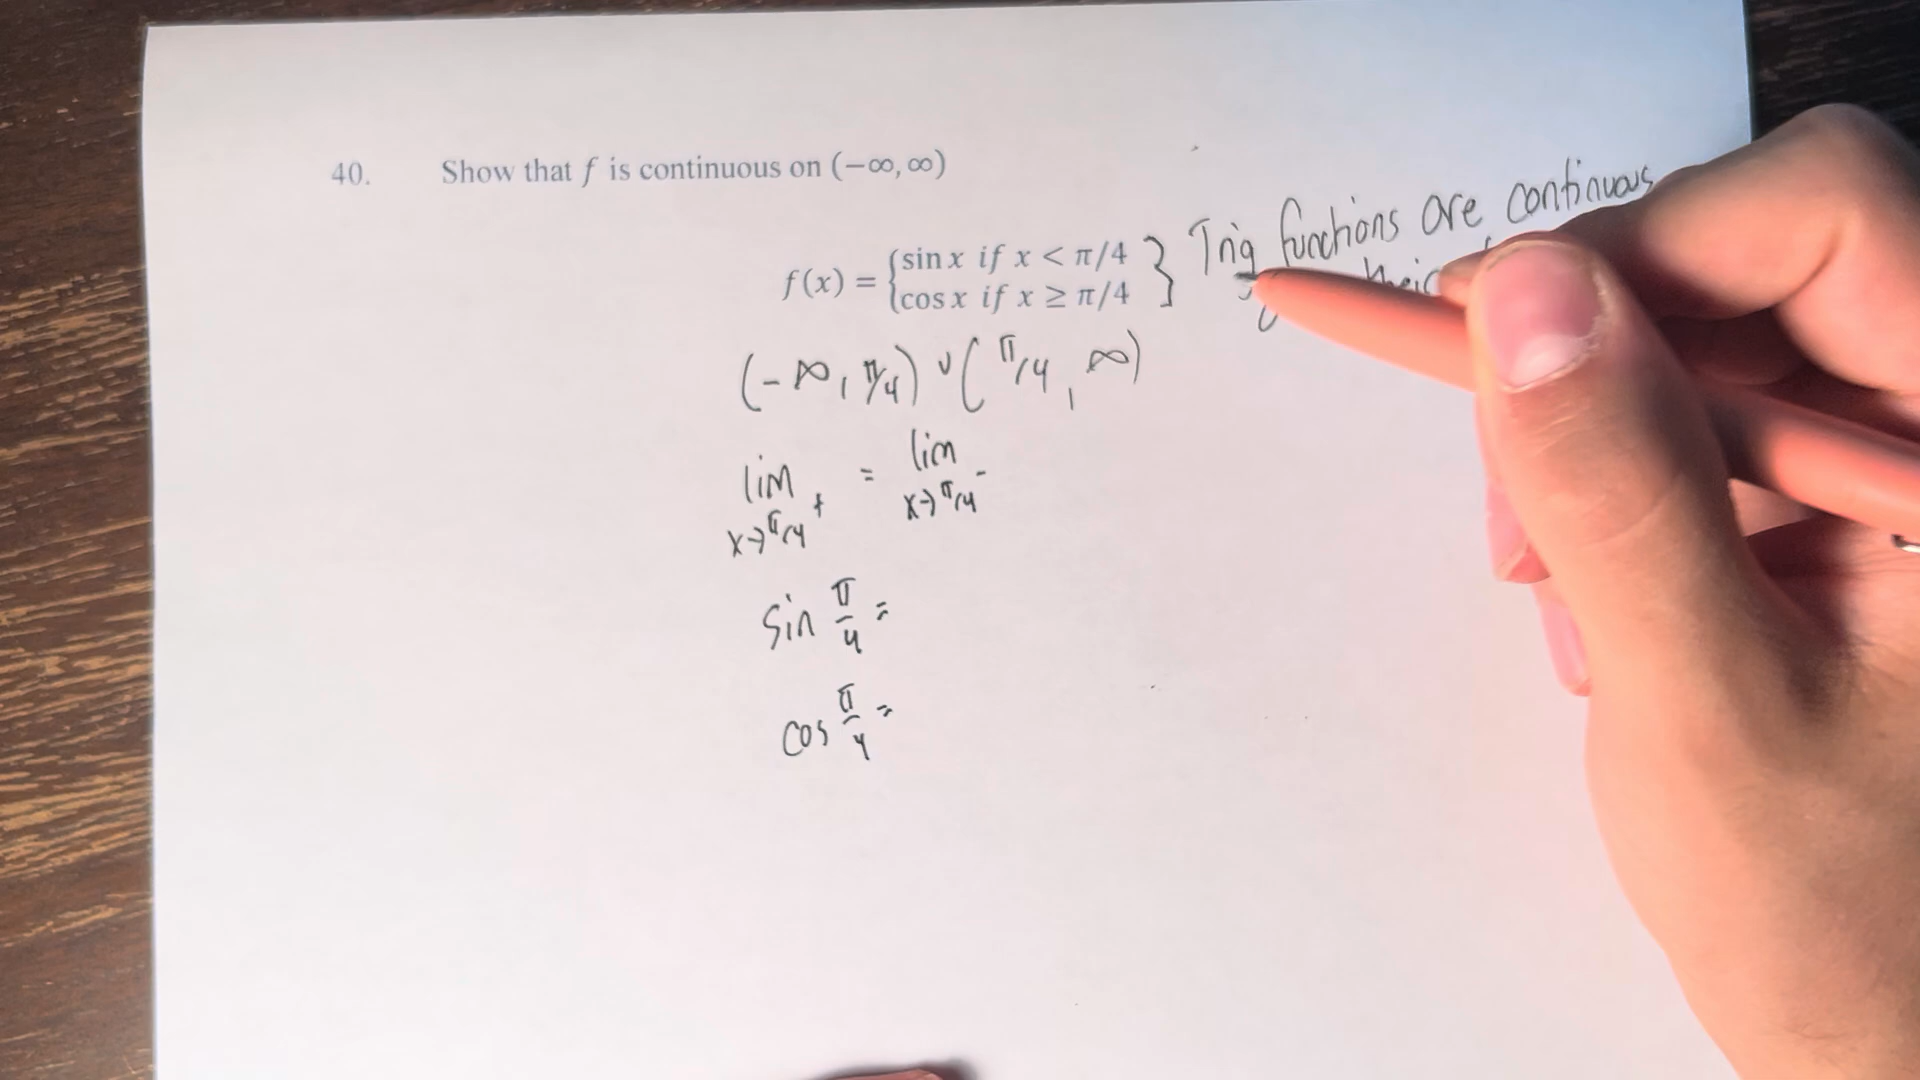 40. Show that f is continuous on (−∞, ∞)
f(x) = {sin x if x < π/4
{cos x if x ≥ π/4
} Trig functions are continuous
(-∞, π/4) ∪ (π/4, ∞)
lim x→π/4⁺ = lim x→π/4⁻
sin π/4 =
cos π/4 =